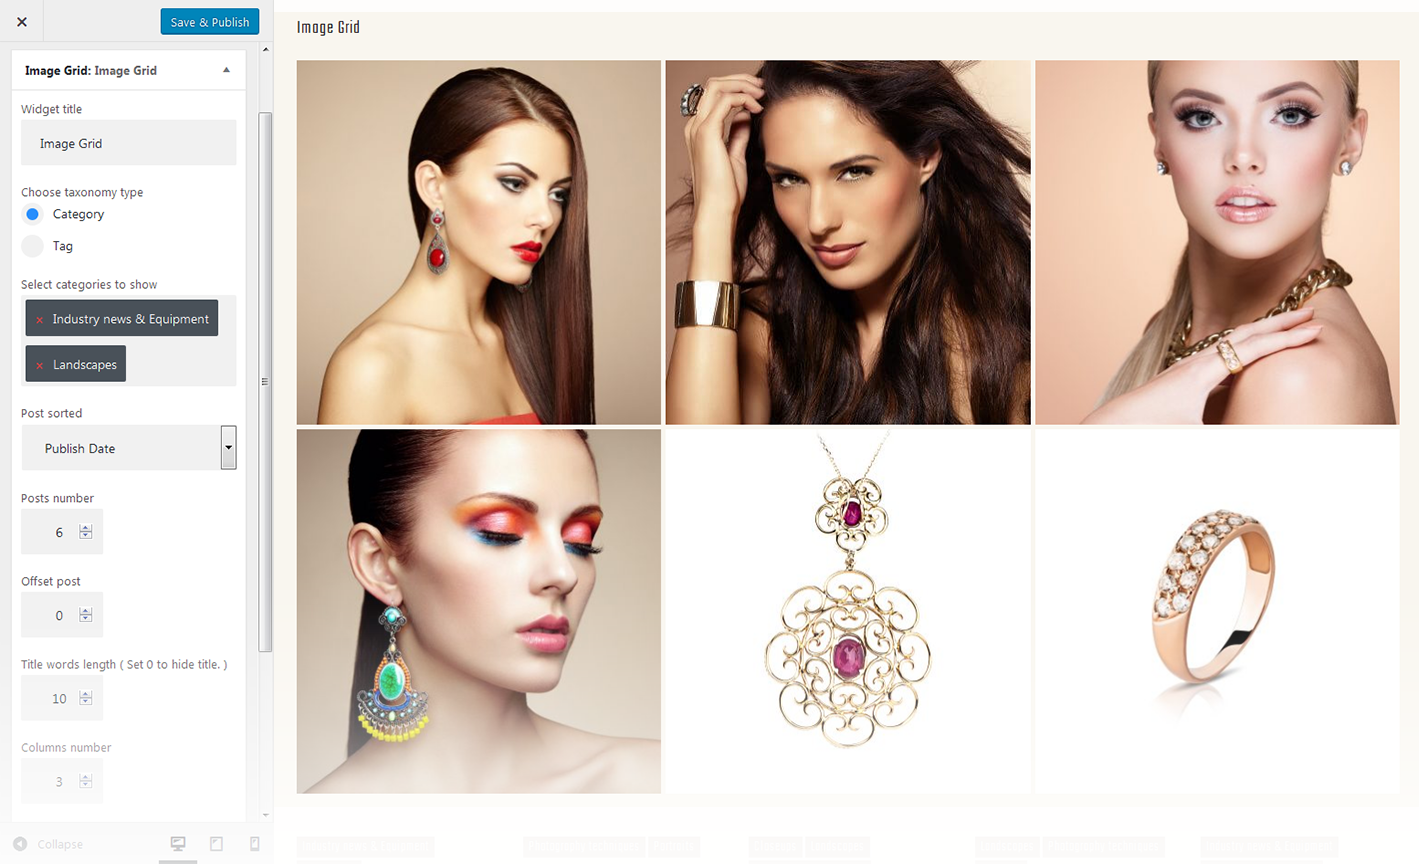 Save & Publish
Image Grid: Image Grid
Widget title
Image Grid
Choose taxonomy type
Category
Tag
Select categories to show
× Industry news & Equipment
× Landscapes
Post sorted
Publish Date
Posts number
6
Offset post
0
Title words length ( Set 0 to hide title. )
10
Columns number
3
Collapse
Image Grid